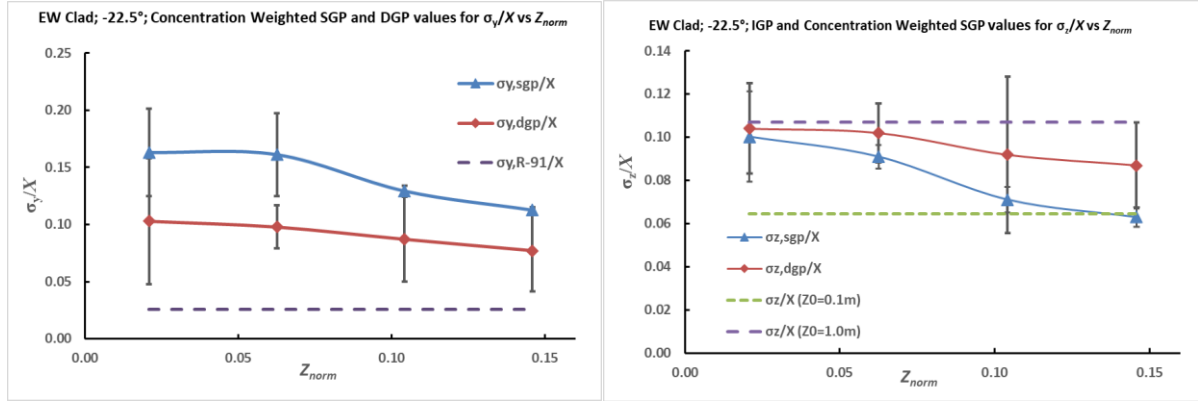 EW Clad; -22.5°; Concentration Weighted SGP and DGP values for σy/X vs Znorm
0.25
0.20
0.15
0.10
0.05
0.00
σy/X
σy,sgp/X
σy,dgp/X
σy,R-91/X
0.00
0.05
0.10
0.15
Znorm
EW Clad; -22.5°; IGP and Concentration Weighted SGP values for σz/X vs Znorm
0.14
0.12
0.10
0.08
0.06
0.04
0.02
0.00
σz/X
σz,sgp/X
σz,dgp/X
σz/X (Z0=0.1m)
σz/X (Z0=1.0m)
0.00
0.05
0.10
0.15
Znorm